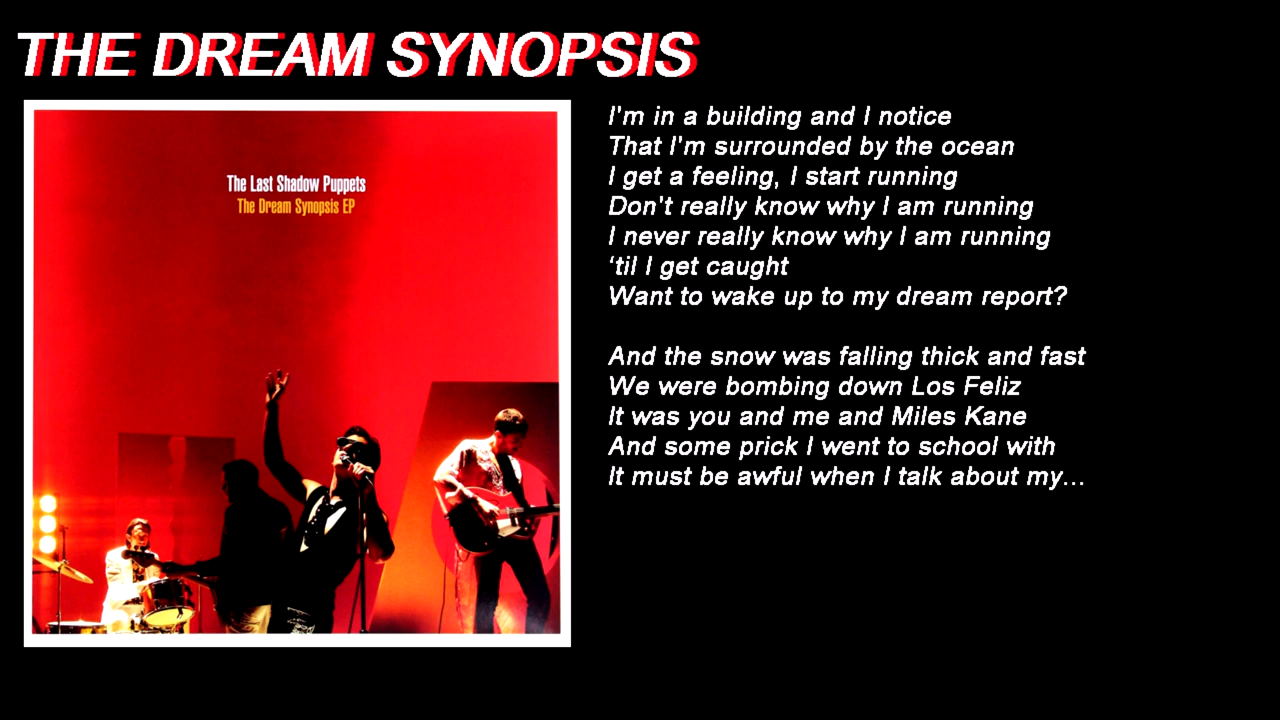 THE DREAM SYNOPSIS
The Last Shadow Puppets
The Dream Synopsis EP
I'm in a building and I notice
That I'm surrounded by the ocean
I get a feeling, I start running
Don't really know why I am running
I never really know why I am running
‘til I get caught
Want to wake up to my dream report?
And the snow was falling thick and fast
We were bombing down Los Feliz
It was you and me and Miles Kane
And some prick I went to school with
It must be awful when I talk about my...